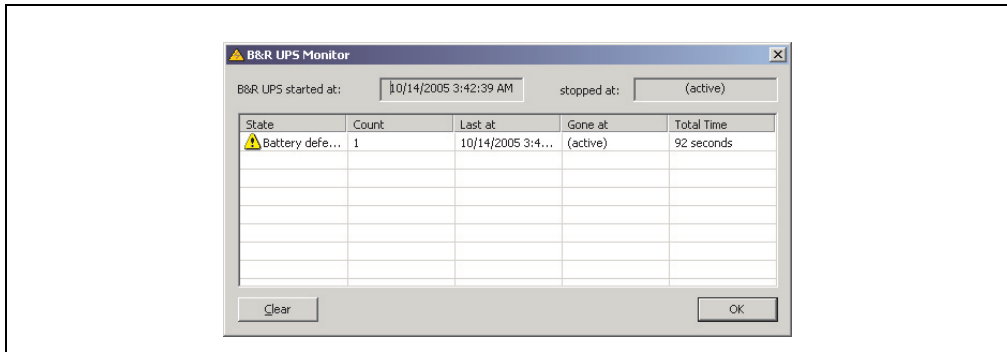 B&R UPS Monitor
B&R UPS started at: 10/14/2005 3:42:39 AM stopped at: (active)
State Count Last at Gone at Total Time
Battery defe... 1 10/14/2005 3:4... (active) 92 seconds
Clear OK